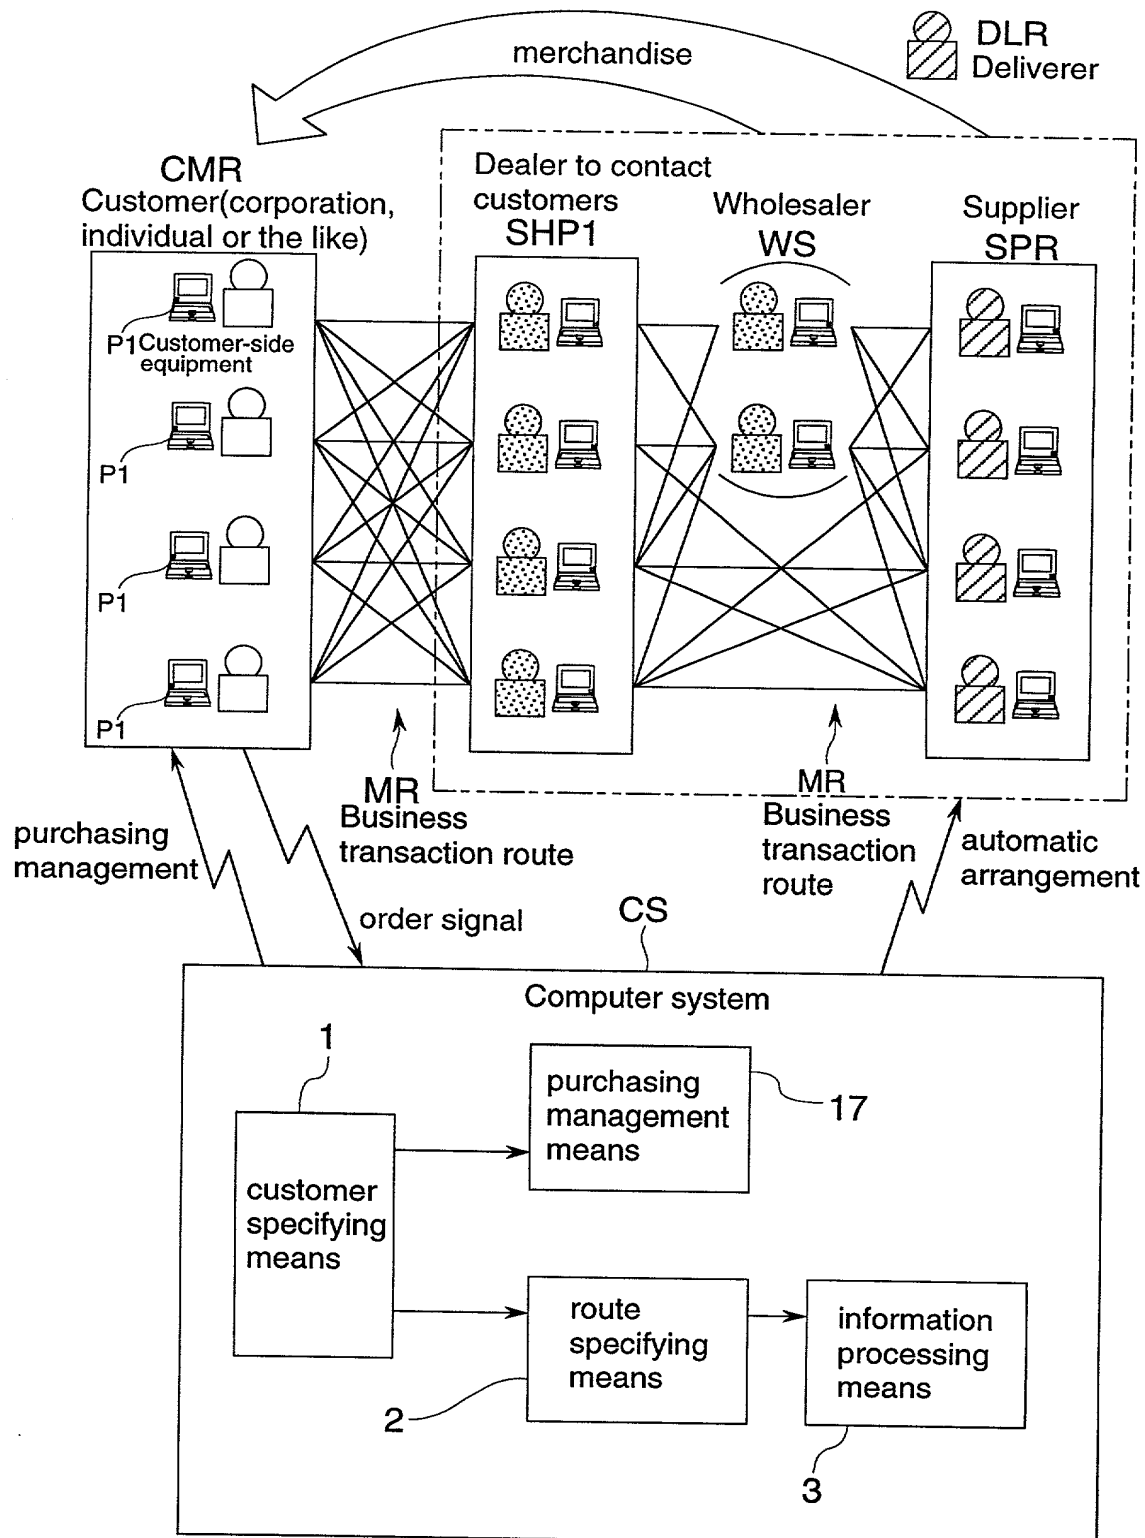 merchandise
DLR
Deliverer
CMR
Customer(corporation,
individual or the like)
Dealer to contact
customers
SHP1
Wholesaler
WS
Supplier
SPR
P1 Customer-side
equipment
P1
P1
P1
MR
Business
transaction route
MR
Business
transaction
route
purchasing
management
order signal
automatic
arrangement
CS
Computer system
1
customer
specifying
means
purchasing
management
means
17
route
specifying
means
2
information
processing
means
3